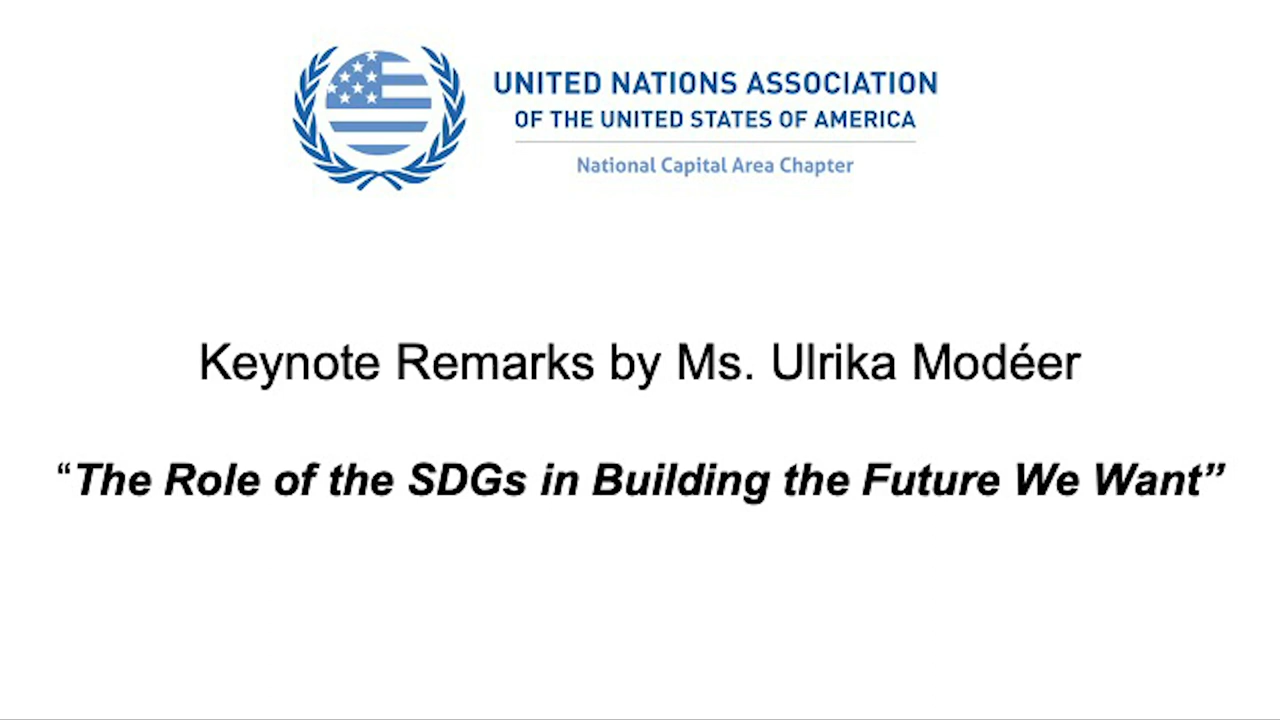 UNITED NATIONS ASSOCIATION
OF THE UNITED STATES OF AMERICA
National Capital Area Chapter
Keynote Remarks by Ms. Ulrika Modéer
“The Role of the SDGs in Building the Future We Want”